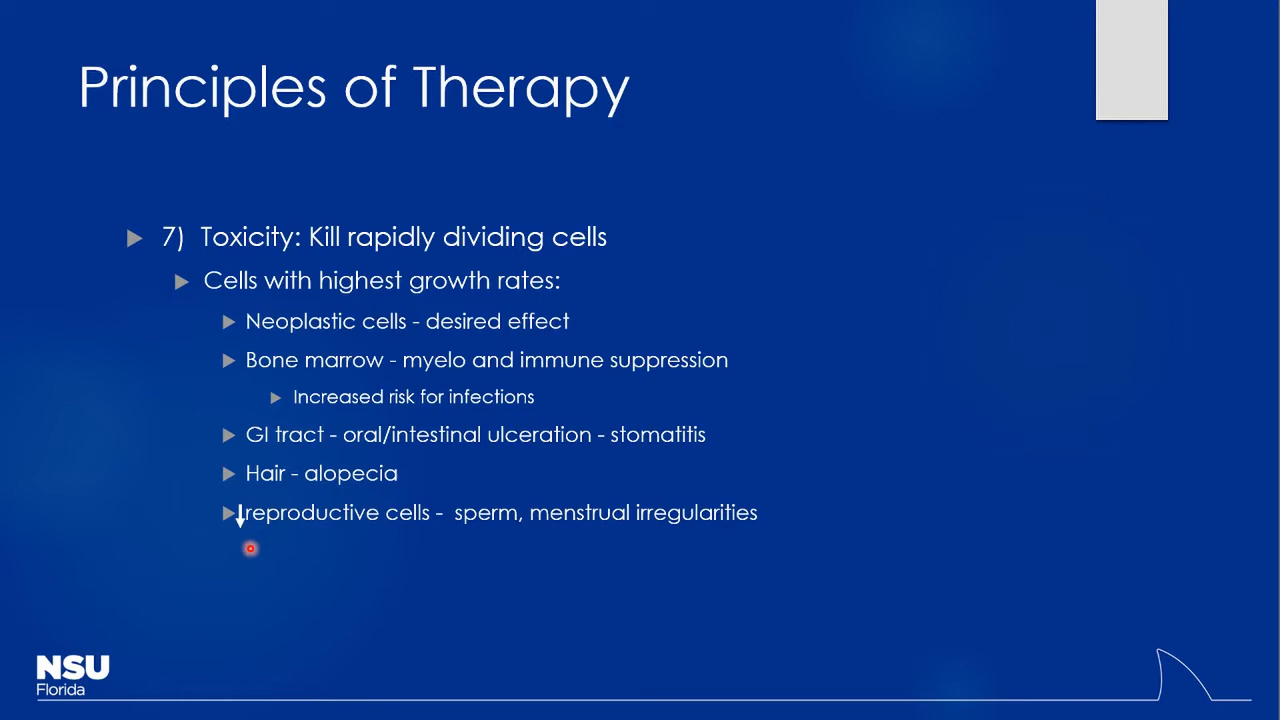 Principles of Therapy
7) Toxicity: Kill rapidly dividing cells
Cells with highest growth rates:
Neoplastic cells - desired effect
Bone marrow - myelo and immune suppression
Increased risk for infections
GI tract - oral/intestinal ulceration - stomatitis
Hair - alopecia
↓reproductive cells - sperm, menstrual irregularities
NSU
Florida